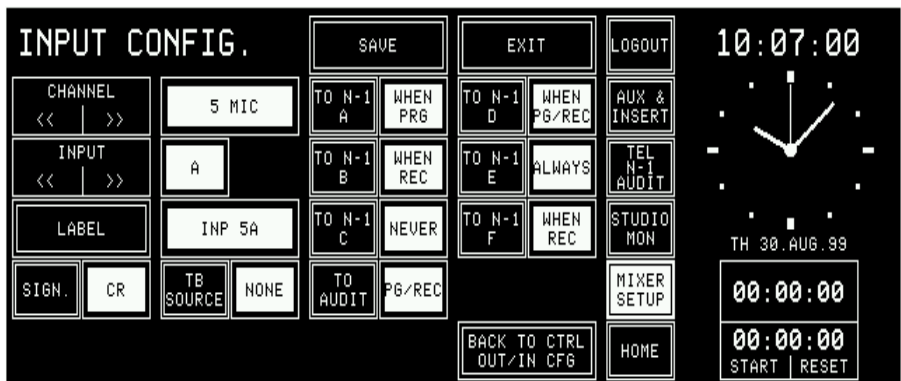 INPUT CONFIG.
SAVE
EXIT
LOGOUT
10:07:00
CHANNEL
<< >>
5 MIC
TO N-1
A
WHEN
PRG
TO N-1
D
WHEN
PG/REC
AUX &
INSERT
INPUT
<< >>
A
TO N-1
B
WHEN
REC
TO N-1
E
ALWAYS
TEL
N-1
AUDIT
LABEL
INP 5A
TO N-1
C
NEVER
TO N-1
F
WHEN
REC
STUDIO
MON
TH 30.AUG.99
SIGN.
CR
TB
SOURCE
NONE
TO
AUDIT
PG/REC
MIXER
SETUP
00:00:00
BACK TO CTRL
OUT/IN CFG
HOME
00:00:00
START RESET